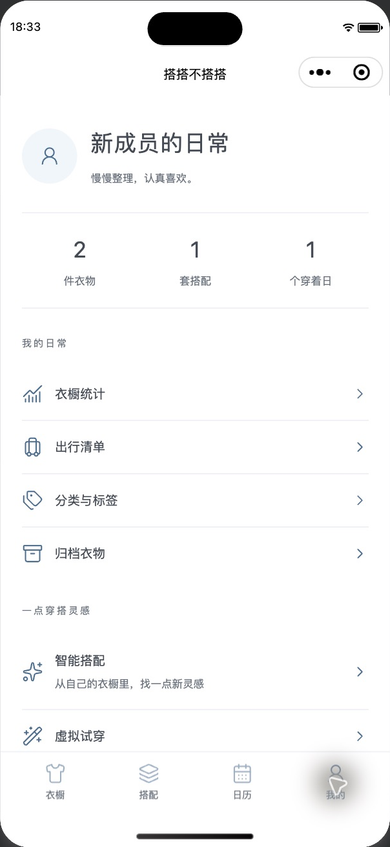 18:33
搭搭不搭搭
新成员的日常
慢慢整理，认真喜欢。
2
1
1
件衣物
套搭配
个穿着日
我的日常
衣橱统计
出行清单
分类与标签
归档衣物
一点穿搭灵感
智能搭配
从自己的衣橱里，找一点新灵感
虚拟试穿
衣橱
搭配
日历
我的